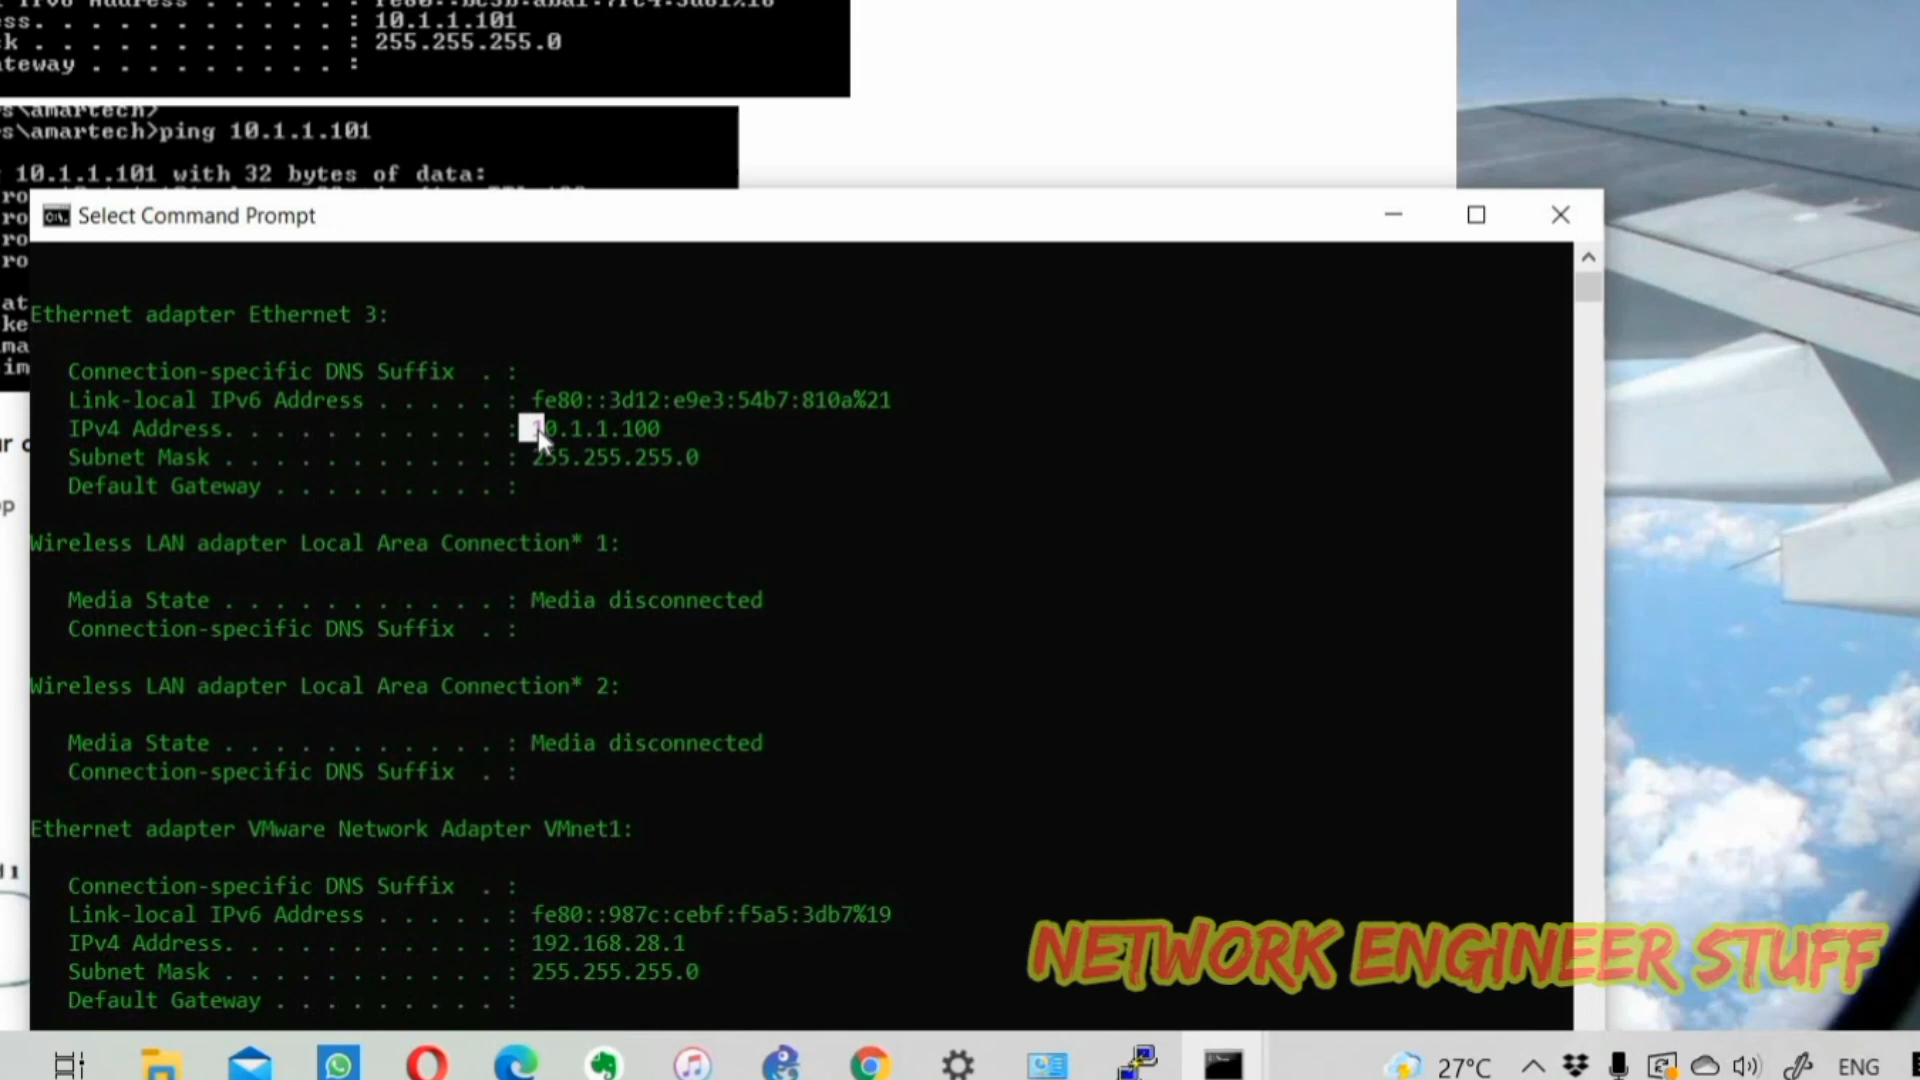 10.1.1.101
255.255.255.0
teway . . . . . . . . . . :
s\amartech>
s\amartech>ping 10.1.1.101
10.1.1.101 with 32 bytes of data:
Select Command Prompt
Ethernet adapter Ethernet 3:
Connection-specific DNS Suffix . :
Link-local IPv6 Address . . . . . : fe80::3d12:e9e3:54b7:810a%21
IPv4 Address. . . . . . . . . . . : 10.1.1.100
Subnet Mask . . . . . . . . . . . : 255.255.255.0
Default Gateway . . . . . . . . . :
Wireless LAN adapter Local Area Connection* 1:
Media State . . . . . . . . . . . : Media disconnected
Connection-specific DNS Suffix . :
Wireless LAN adapter Local Area Connection* 2:
Media State . . . . . . . . . . . : Media disconnected
Connection-specific DNS Suffix . :
Ethernet adapter VMware Network Adapter VMnet1:
Connection-specific DNS Suffix . :
Link-local IPv6 Address . . . . . : fe80::987c:cebf:f5a5:3db7%19
IPv4 Address. . . . . . . . . . . : 192.168.28.1
Subnet Mask . . . . . . . . . . . : 255.255.255.0
Default Gateway . . . . . . . . . :
NETWORK ENGINEER STUFF
27°C
ENG